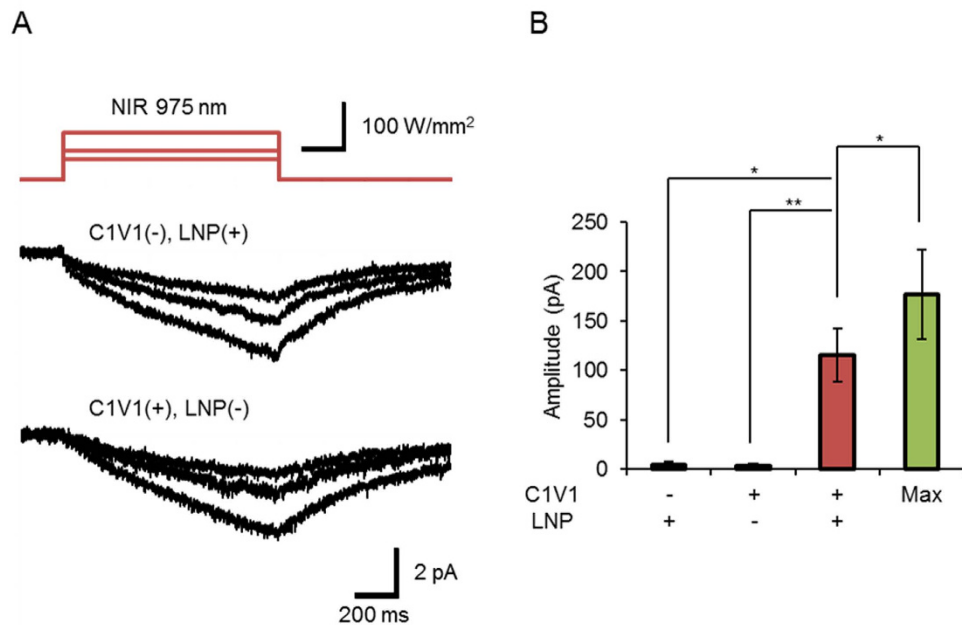 A
NIR 975 nm
100 W/mm²
C1V1(-), LNP(+)
C1V1(+), LNP(-)
2 pA
200 ms
B
*
*
**
Amplitude (pA)
250
200
150
100
50
0
C1V1 - + + Max
LNP + - +